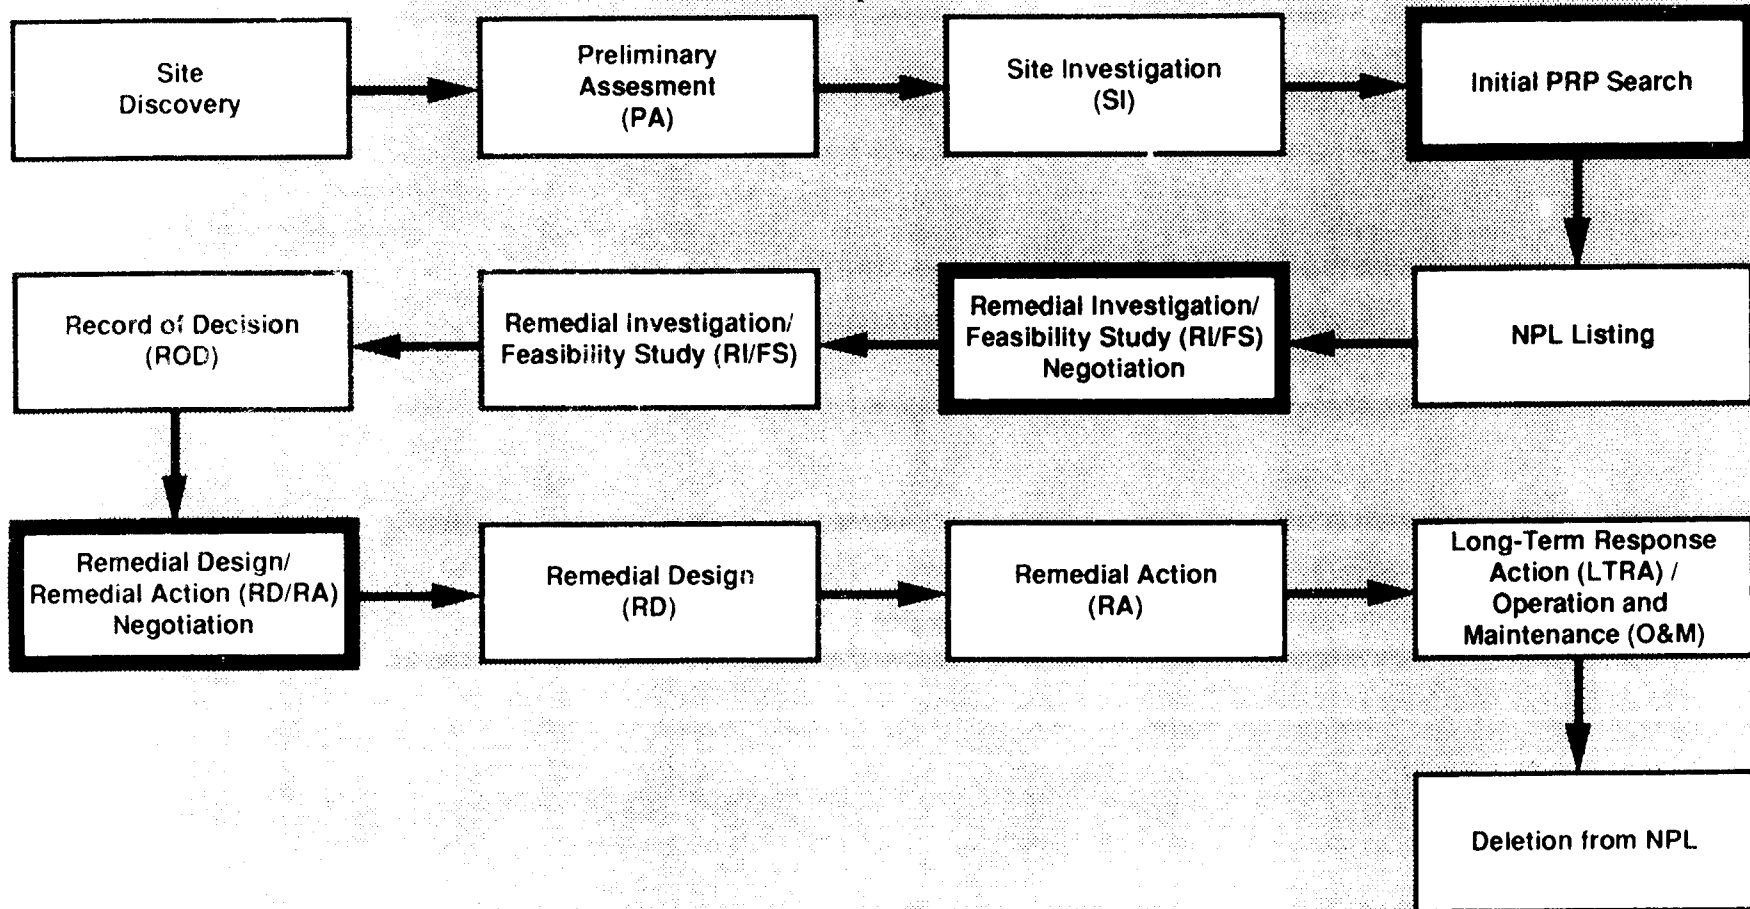 Site
Discovery
Preliminary
Assesment
(PA)
Site Investigation
(SI)
Initial PRP Search
Record of Decision
(ROD)
Remedial Investigation/
Feasibility Study (RI/FS)
Remedial Investigation/
Feasibility Study (RI/FS)
Negotiation
NPL Listing
Remedial Design/
Remedial Action (RD/RA)
Negotiation
Remedial Design
(RD)
Remedial Action
(RA)
Long-Term Response
Action (LTRA) /
Operation and
Maintenance (O&M)
Deletion from NPL